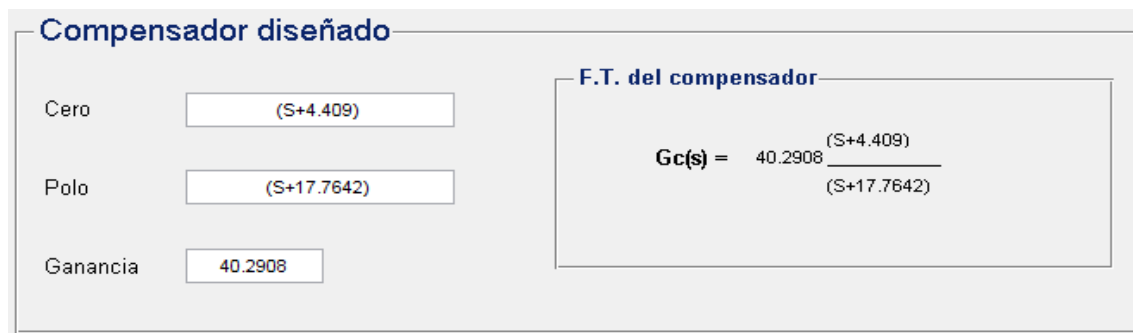 Compensador diseñado
Cero
(S+4.409)
Polo
(S+17.7642)
Ganancia
40.2908
F.T. del compensador
(S+4.409)
Gc(s) = 40.2908
(S+17.7642)